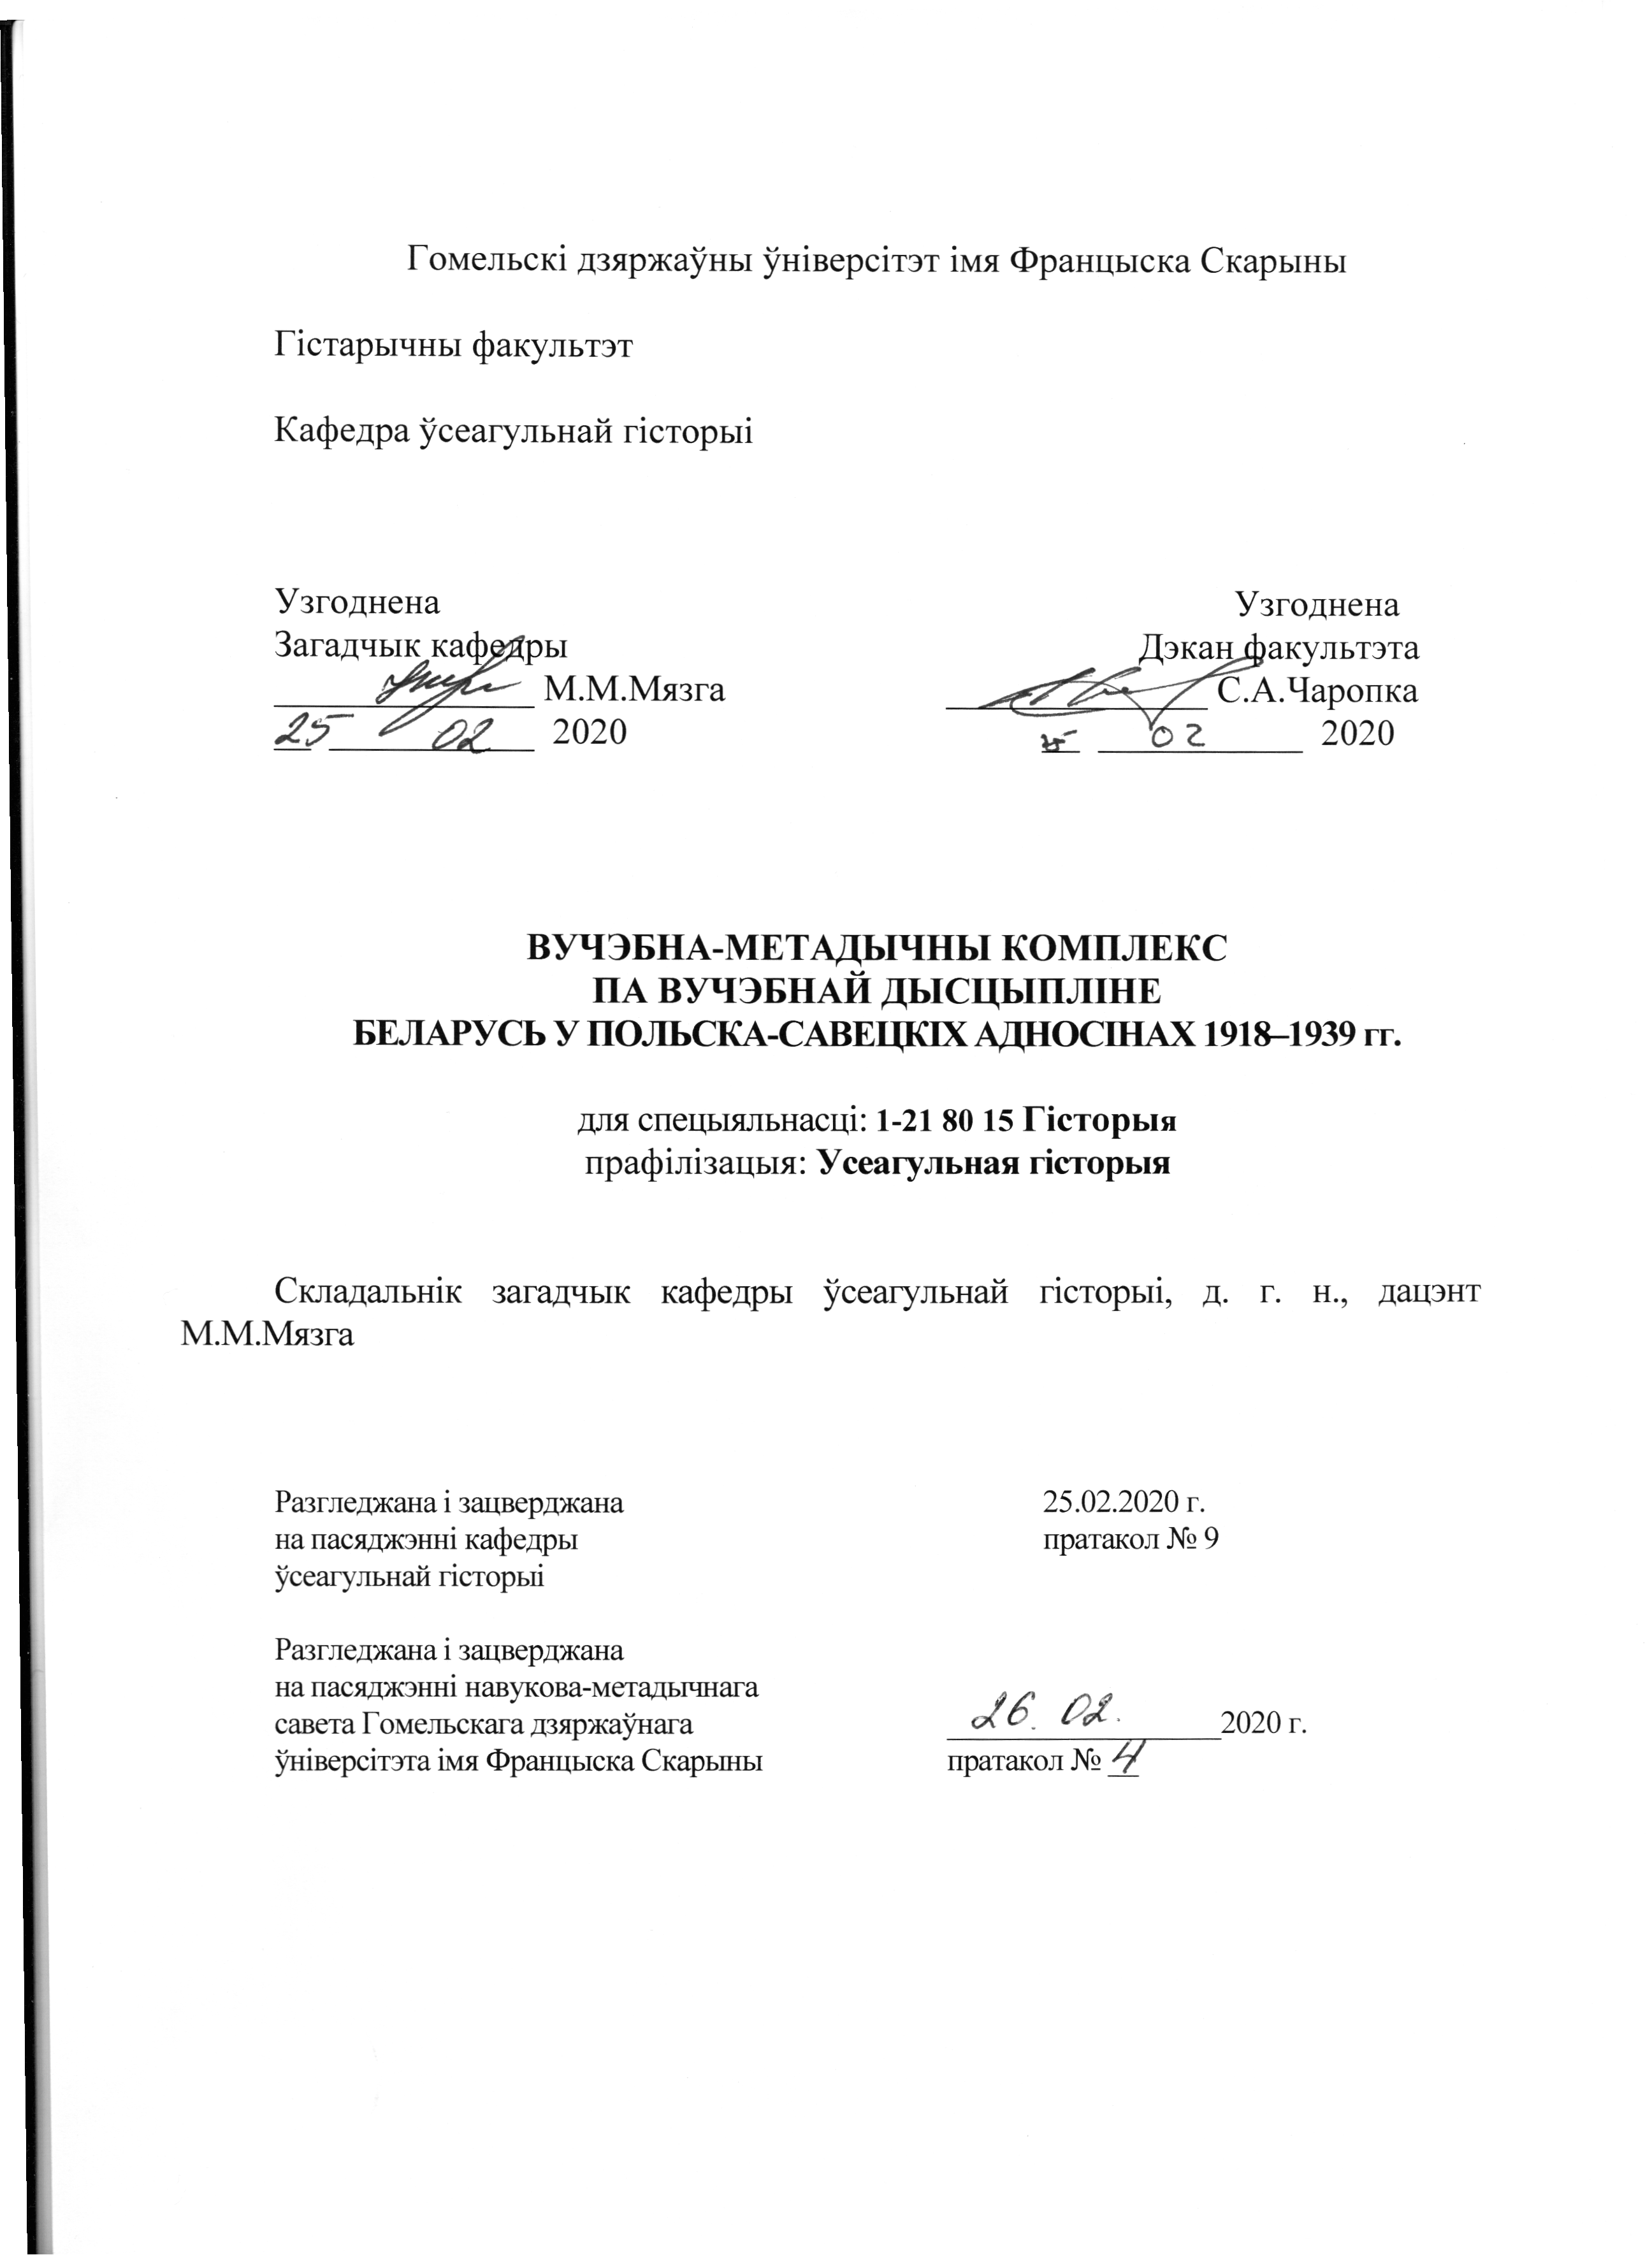 Гомельскі дзяржаўны ўніверсітэт імя Францыска Скарыны
Гістарычны факультэт
Кафедра ўсеагульнай гісторыі
Узгоднена
Загадчык кафедры
М.М.Мязга
25 02 2020
Узгоднена
Дэкан факультэта
С.А.Чаропка
02 2020
ВУЧЭБНА-МЕТАДЫЧНЫ КОМПЛЕКС
ПА ВУЧЭБНАЙ ДЫСЦЫПЛІНЕ
БЕЛАРУСЬ У ПОЛЬСКА-САВЕЦКІХ АДНОСІНАХ 1918–1939 гг.
для спецыяльнасці: 1-21 80 15 Гісторыя
прафілізацыя: Усеагульная гісторыя
Складальнік загадчык кафедры ўсеагульнай гісторыі, д. г. н., дацэнт
М.М.Мязга
Разгледжана і зацверджана
на пасяджэнні кафедры
ўсеагульнай гісторыі
25.02.2020 г.
пратакол № 9
Разгледжана і зацверджана
на пасяджэнні навукова-метадычнага
савета Гомельскага дзяржаўнага
ўніверсітэта імя Францыска Скарыны
26. 02. 2020 г.
пратакол № 4